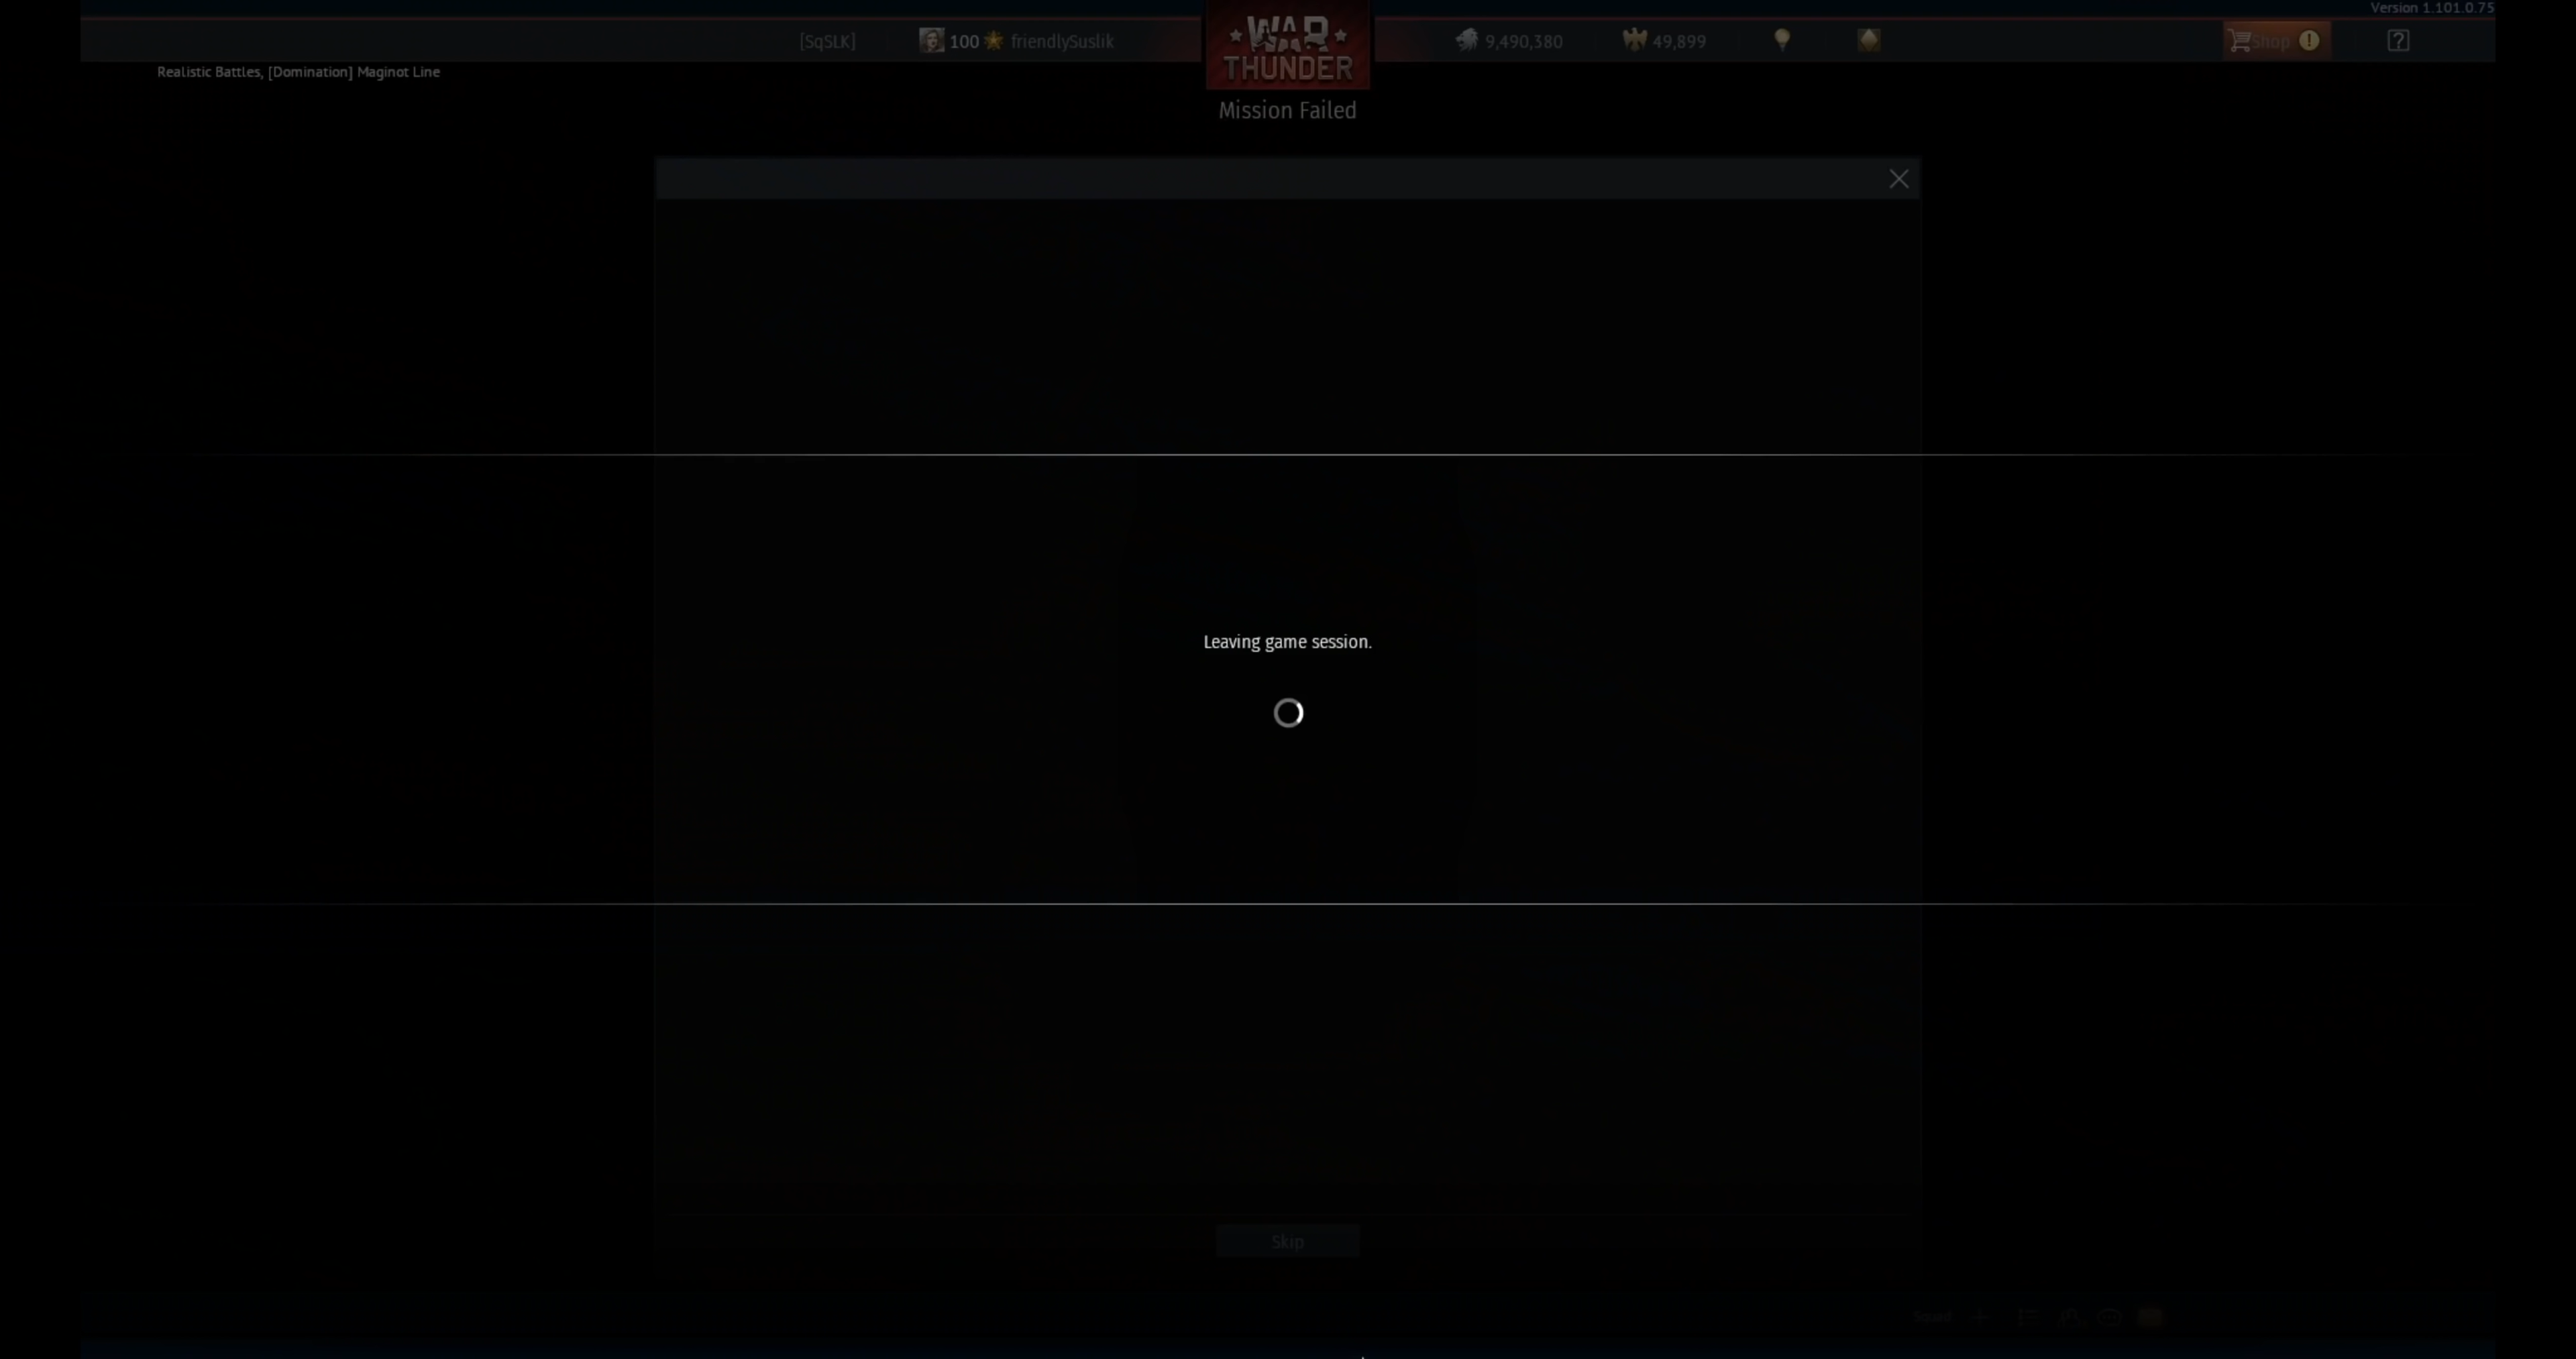 Version 1.101.0.75
[SqSLK] 100 friendlySuslik WAR THUNDER 9,490,380 49,899 Shop ! ?
Realistic Battles, [Domination] Maginot Line
Mission Failed
Leaving game session.
Skip
Squad